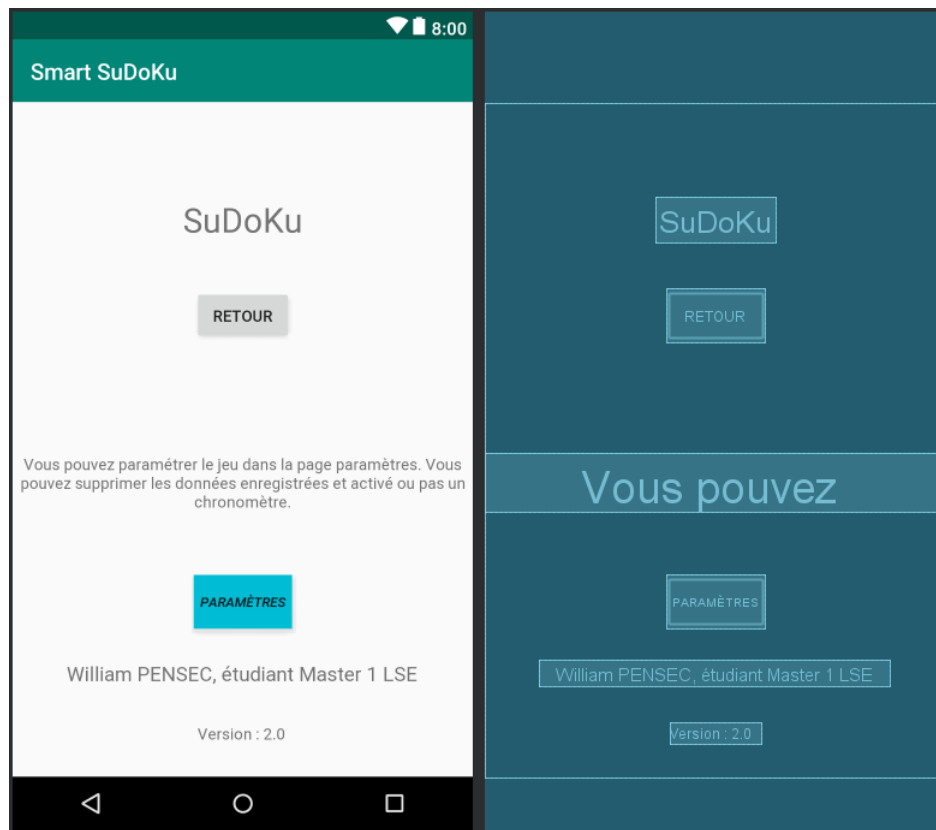 8:00
Smart SuDoKu
SuDoKu
RETOUR
Vous pouvez paramétrer le jeu dans la page paramètres. Vous
pouvez supprimer les données enregistrées et activé ou pas un
chronomètre.
PARAMÈTRES
William PENSEC, étudiant Master 1 LSE
Version : 2.0
SuDoKu
RETOUR
Vous pouvez
PARAMÈTRES
William PENSEC, étudiant Master 1 LSE
Version : 2.0